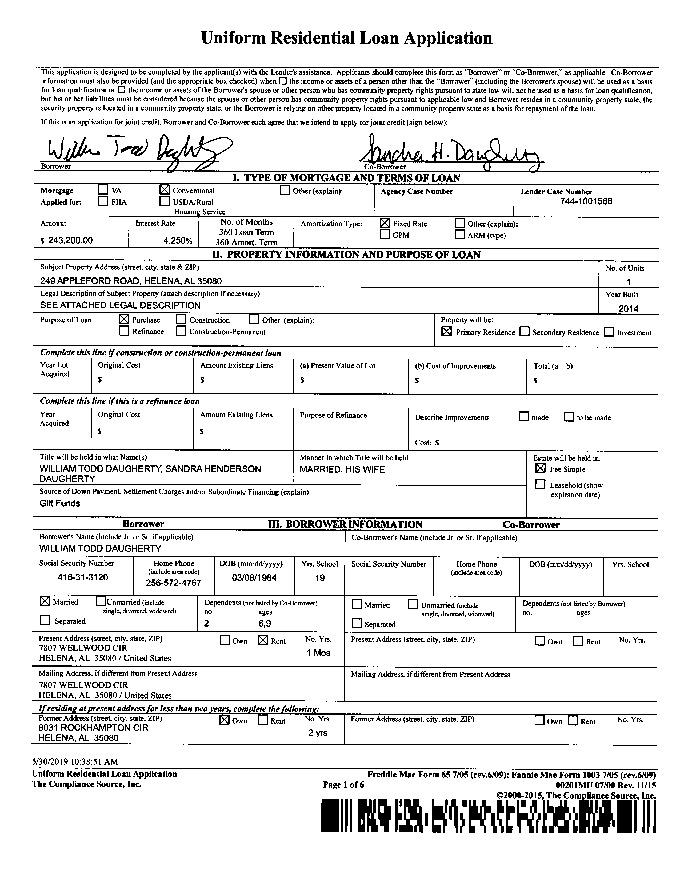 Uniform Residential Loan Application
This application is designed to be completed by the applicant(s) with the Lender's assistance. Applicants should complete this form as "Borrower" or "Co-Borrower," as applicable. Co-Borrower
information must also be provided (and the appropriate box checked) when the income or assets of a person other than the "Borrower" (including the Borrower's spouse) will be used as a basis
for loan qualification or the income or assets of the Borrower's spouse or other person who has community property rights pursuant to state law will not be used as a basis for loan qualification,
but his or her liabilities must be considered because the spouse or other person has community property rights pursuant to applicable law and Borrower resides in a community property state, the
security property is located in a community property state, or the Borrower is relying on other property located in a community property state as a basis for repayment of the loan.
If this is an application for joint credit, Borrower and Co-Borrower each agree that we intend to apply for joint credit (sign below):
William Todd Daughety Sandra H. Daugherty
Borrower Co-Borrower
I. TYPE OF MORTGAGE AND TERMS OF LOAN
Mortgage VA Conventional Other (explain): Agency Case Number Lender Case Number
Applied for: FHA USDA/Rural Housing Service 744-1001568
Amount Interest Rate No. of Months Amortization Type: Fixed Rate Other (explain):
$ 243,200.00 4.250% 360 Loan Term GPM ARM (type)
360 Amort. Term
II. PROPERTY INFORMATION AND PURPOSE OF LOAN
Subject Property Address (street, city, state & ZIP) No. of Units
249 APPLEFORD ROAD, HELENA, AL 35080 1
Legal Description of Subject Property (attach description if necessary) Year Built
SEE ATTACHED LEGAL DESCRIPTION 2014
Purpose of Loan Purchase Construction Other (explain): Property will be:
Refinance Construction-Permanent Primary Residence Secondary Residence Investment
Complete this line if construction or construction-permanent loan
Year Lot Acquired Original Cost Amount Existing Liens (a) Present Value of Lot (b) Cost of Improvements Total (a b)
$ $ $ $ $
Complete this line if this is a refinance loan
Year Acquired Original Cost Amount Existing Liens Purpose of Refinance Describe Improvements made to be made
$ $ Cost: $
Title will be held in what Name(s) Manner in which Title will be held Estate will be held in:
WILLIAM TODD DAUGHERTY, SANDRA HENDERSON MARRIED, HIS WIFE Fee Simple
DAUGHERTY
Leasehold (show expiration date)
Source of Down Payment, Settlement Charges and/or Subordinate Financing (explain)
Gift Funds
Borrower III. BORROWER INFORMATION Co-Borrower
Borrower's Name (include Jr. or Sr. if applicable) Co-Borrower's Name (include Jr. or Sr. if applicable)
WILLIAM TODD DAUGHERTY
Social Security Number Home Phone (include area code) DOB (mm/dd/yyyy) Yrs. School Social Security Number Home Phone (include area code) DOB (mm/dd/yyyy) Yrs. School
416-31-3120 256-572-4767 03/08/1984 19
Married Unmarried (include single, divorced, widowed) Dependents (not listed by Co-Borrower) Married Unmarried (include single, divorced, widowed) Dependents (not listed by Borrower)
no. ages no. ages
Separated 2 6,9 Separated
Present Address (street, city, state, ZIP) Own Rent No. Yrs. Present Address (street, city, state, ZIP) Own Rent No. Yrs.
7807 WELLWOOD CIR 1 Mos
HELENA, AL 35080 / United States
Mailing Address, if different from Present Address Mailing Address, if different from Present Address
7807 WELLWOOD CIR
HELENA, AL 35080 / United States
If residing at present address for less than two years, complete the following:
Former Address (street, city, state, ZIP) Own Rent No. Yrs Former Address (street, city, state, ZIP) Own Rent No. Yrs.
8031 ROCKHAMPTON CIR 2 yrs
HELENA, AL 35080
5/30/2019 10:38:51 AM
Uniform Residential Loan Application Freddie Mac Form 65 7/05 (rev.6/09); Fannie Mae Form 1003 7/05 (rev.6/09)
The Compliance Source, Inc. Page 1 of 6 00201MU 07/00 Rev. 11/15
©2000-2015, The Compliance Source, Inc.